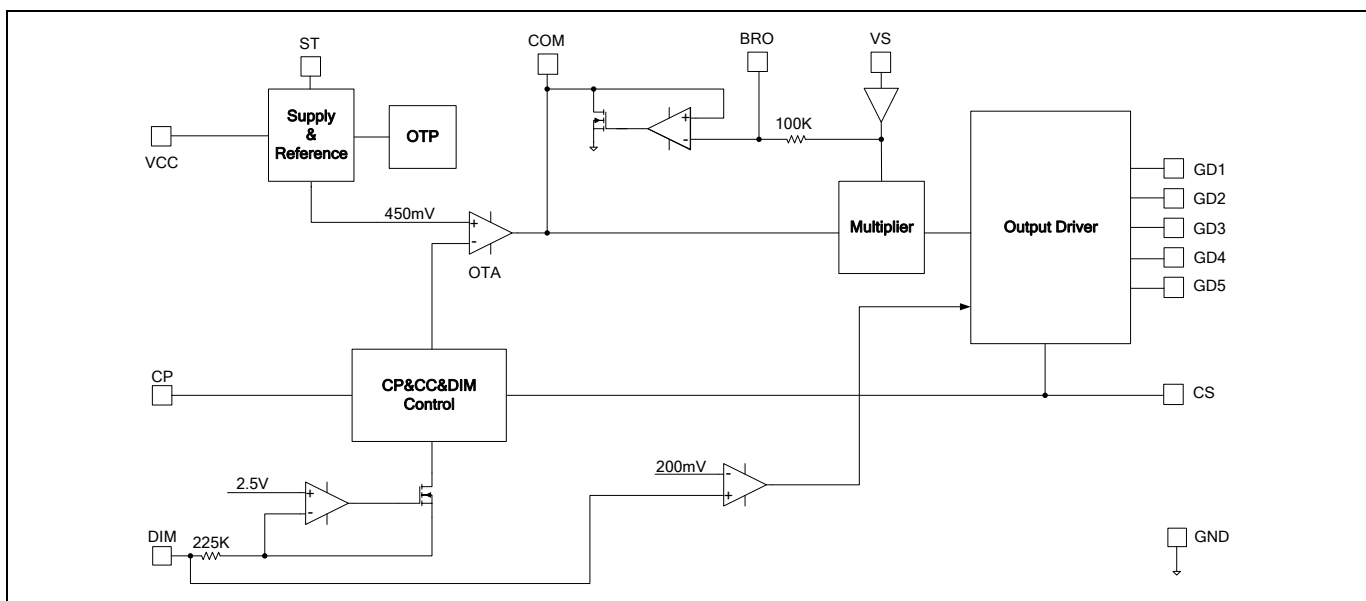 ST
COM
BRO
VS
Supply
&
Reference
OTP
VCC
100K
+
-
GD1
GD2
GD3
GD4
GD5
450mV
+
-
OTA
Multiplier
Output Driver
CP
CP&CC&DIM
Control
CS
2.5V
+
-
200mV
-
+
DIM
225K
GND